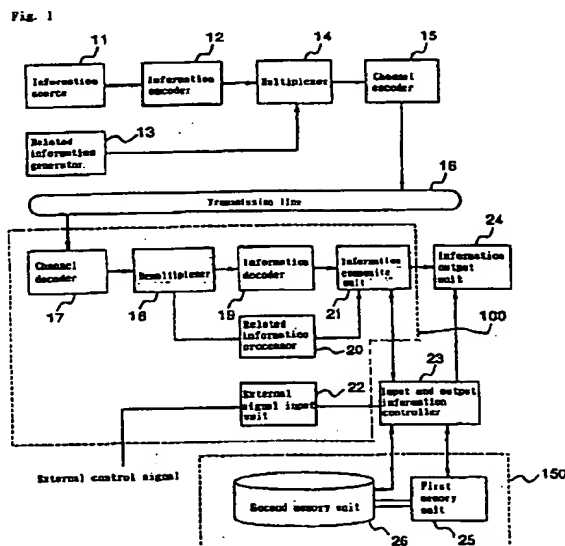 Fig. 1
11
12
14
15
Information
source
Information
encoder
Multiplexer
Channel
encoder
13
Related
information
generator
16
Transmission line
24
Channel
decoder
Demultiplexer
Information
decoder
Information
composite
unit
Information
output
unit
17
18
19
21
100
Related
information
processor
20
23
22
External
signal input
unit
Input and output
information
controller
External control signal
150
Second memory unit
First
memory
unit
26
25